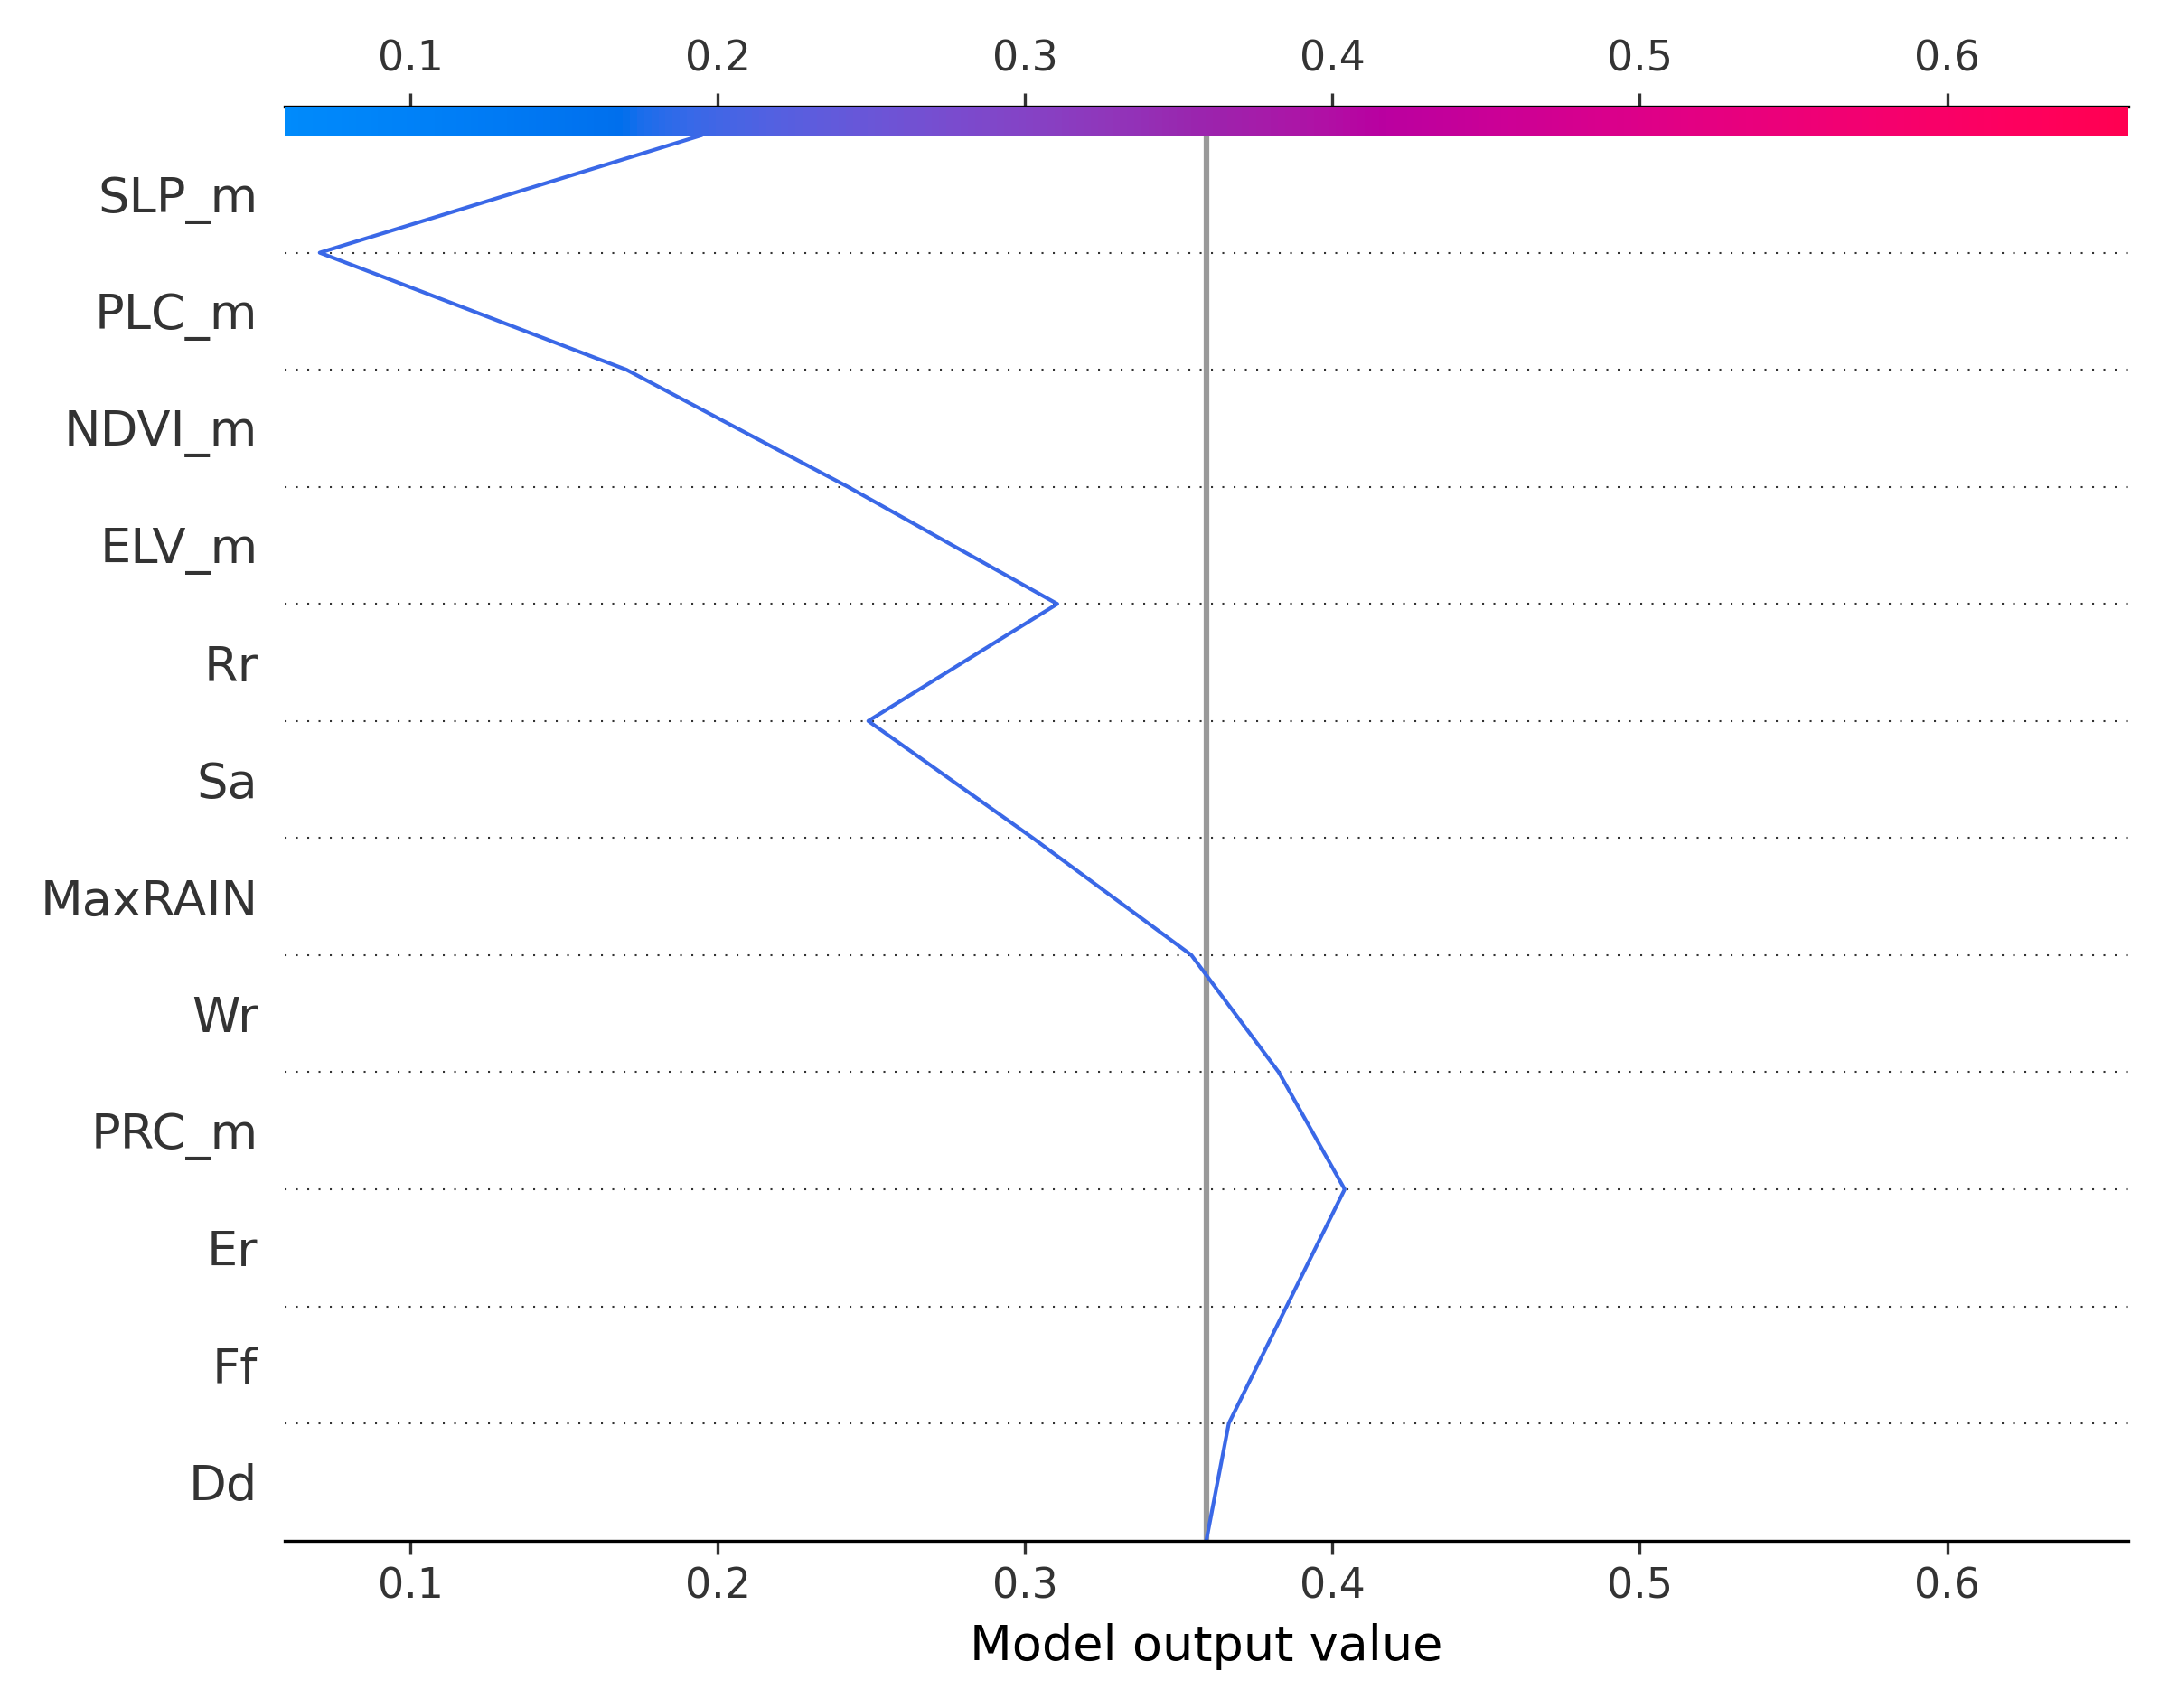 0.1 0.2 0.3 0.4 0.5 0.6
SLP_m
PLC_m
NDVI_m
ELV_m
Rr
Sa
MaxRAIN
Wr
PRC_m
Er
Ff
Dd
0.1 0.2 0.3 0.4 0.5 0.6
Model output value